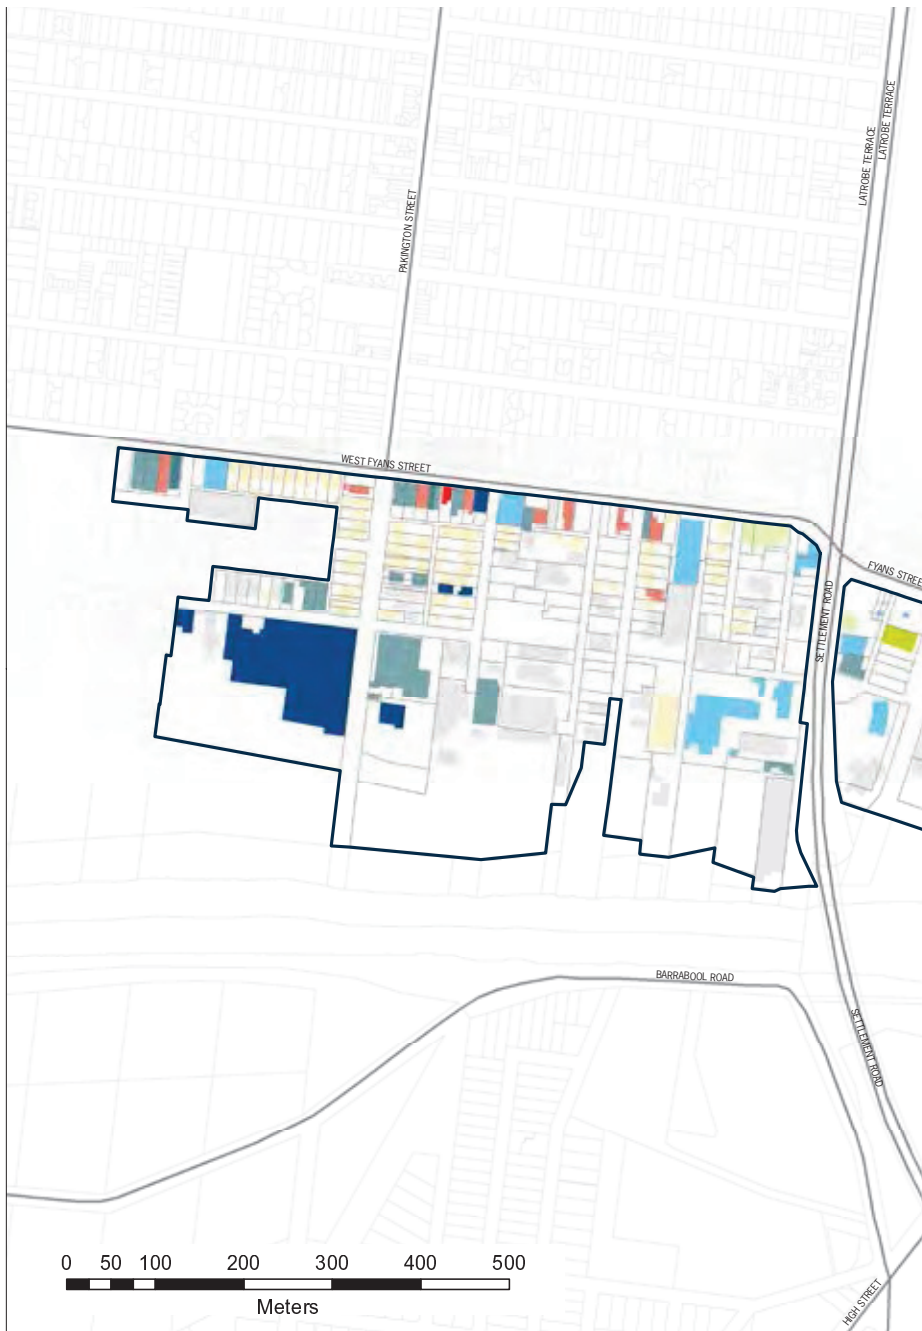 LATROBE TERRACE
LATROBE TERRACE
PAKINGTON STREET
WEST FYANS STREET
FYANS STREE
SETTLEMENT ROAD
BARRABOOL ROAD
SETTLEMENT ROAD
0 50 100 200 300 400 500
Meters
HIGH STREET